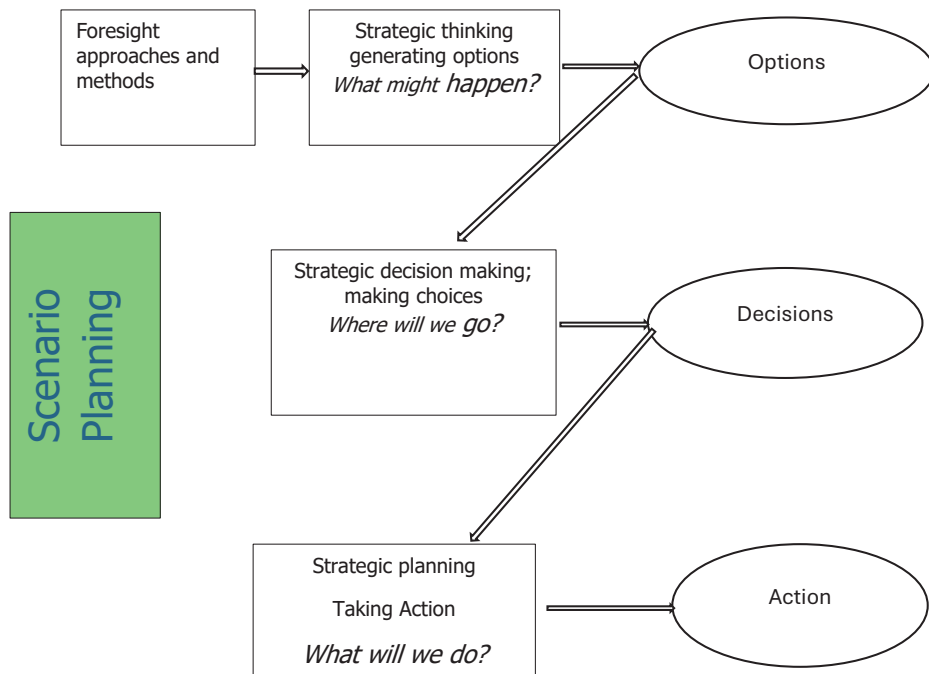 Foresight
approaches and
methods
Strategic thinking
generating options
What might happen?
Options
Scenario
Planning
Strategic decision making;
making choices
Where will we go?
Decisions
Strategic planning
Taking Action
What will we do?
Action